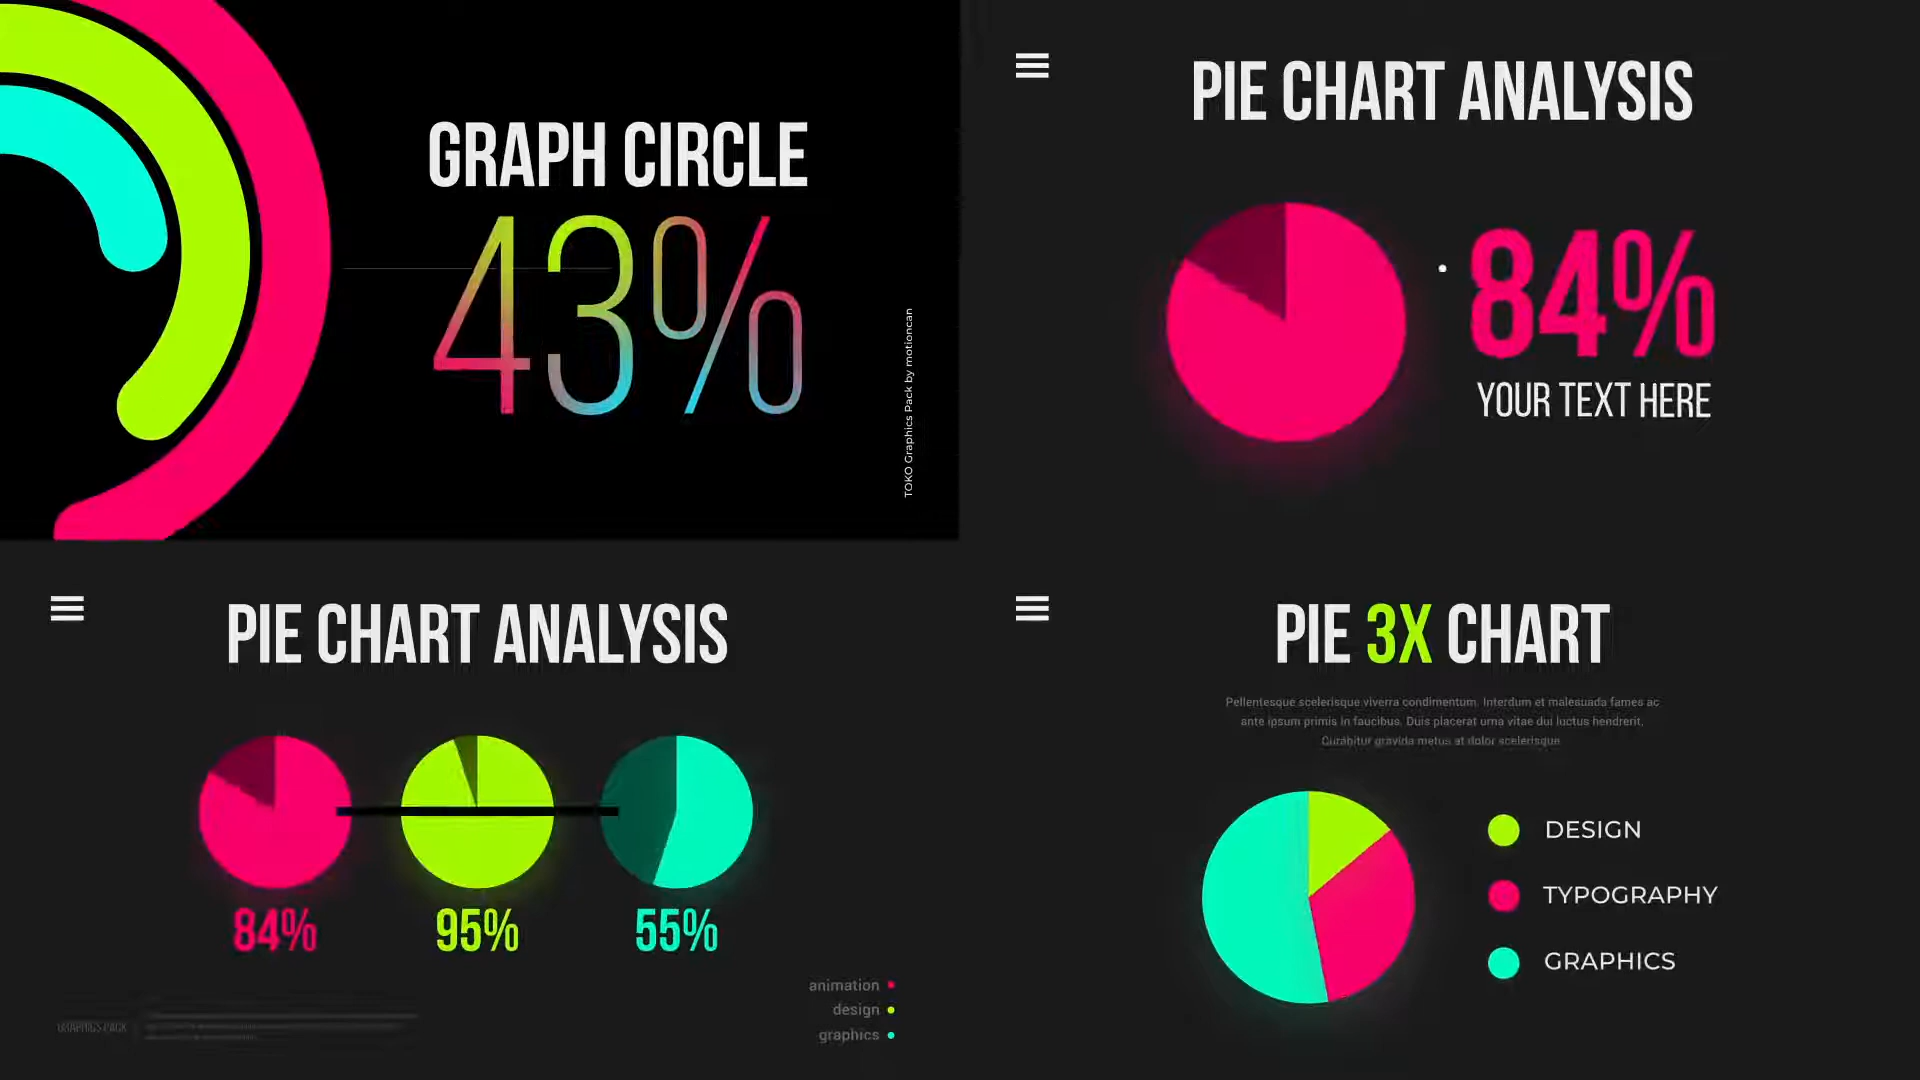 GRAPH CIRCLE
43%
TOKO Graphics Pack by motioncan
PIE CHART ANALYSIS
84%
YOUR TEXT HERE
PIE CHART ANALYSIS
84%
95%
55%
animation
design
graphics
GRAPHICS PACK
PIE 3X CHART
Pellentesque scelerisque viverra condimentum. Interdum et malesuada fames ac
ante ipsum primis in faucibus. Duis placerat urna vitae dui luctus hendrerit.
Curabitur gravida metus at dolor scelerisque
DESIGN
TYPOGRAPHY
GRAPHICS